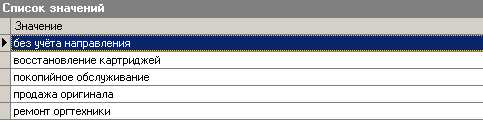 Список значений
Значение
без учёта направления
восстановление картриджей
покопийное обслуживание
продажа оригинала
ремонт оргтехники